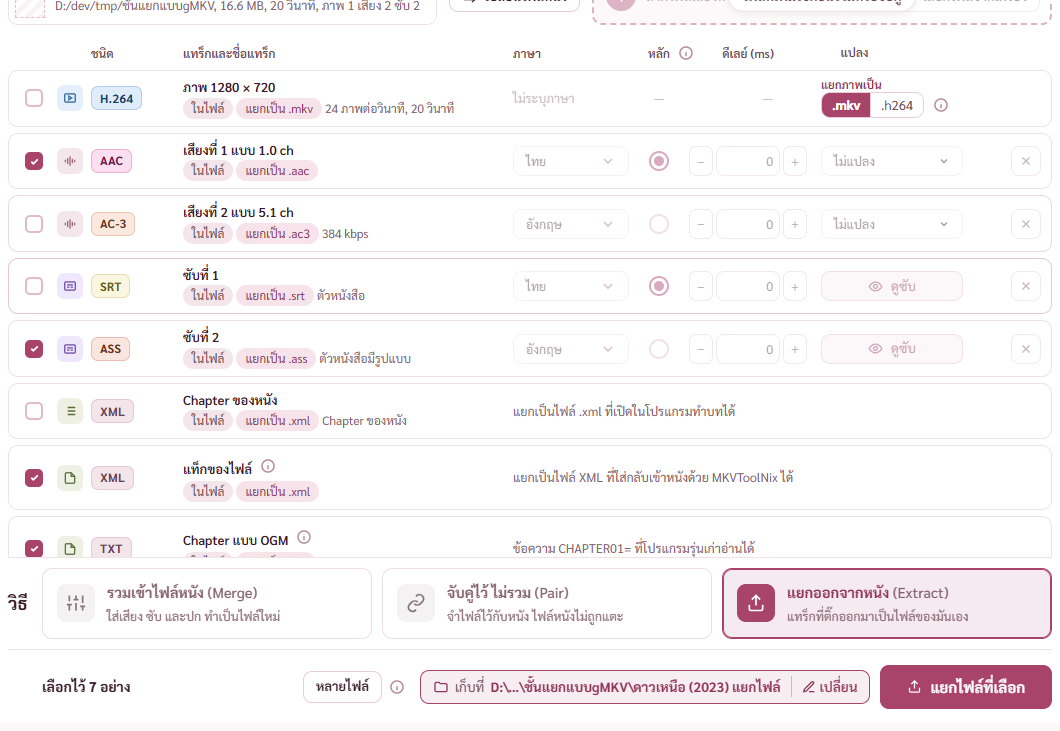 D:/dev/tmp/ชั้นแยกแบบgMKV, 16.6 MB, 20 วินาที, ภาพ 1 เสียง 2 ซับ 2
ชนิด แทร็กและชื่อแทร็ก ภาษา หลัก ดีเลย์ (ms) แปลง
H.264 ภาพ 1280 × 720 ไม่ระบุภาษา — — แยกภาพเป็น
ในไฟล์ แยกเป็น .mkv 24 ภาพต่อวินาที, 20 วินาที .mkv .h264
AAC เสียงที่ 1 แบบ 1.0 ch ไทย − 0 + ไม่แปลง ×
ในไฟล์ แยกเป็น .aac
AC-3 เสียงที่ 2 แบบ 5.1 ch อังกฤษ − 0 + ไม่แปลง ×
ในไฟล์ แยกเป็น .ac3 384 kbps
SRT ซับที่ 1 ไทย − 0 + ดูซับ ×
ในไฟล์ แยกเป็น .srt ตัวหนังสือ
ASS ซับที่ 2 อังกฤษ − 0 + ดูซับ ×
ในไฟล์ แยกเป็น .ass ตัวหนังสือมีรูปแบบ
XML Chapter ของหนัง แยกเป็นไฟล์ .xml ที่เปิดในโปรแกรมทำบทได้
ในไฟล์ แยกเป็น .xml Chapter ของหนัง
XML แท็กของไฟล์ แยกเป็นไฟล์ XML ที่ใส่กลับเข้าหนังด้วย MKVToolNix ได้
ในไฟล์ แยกเป็น .xml
TXT Chapter แบบ OGM ข้อความ CHAPTER01= ที่โปรแกรมรุ่นเก่าอ่านได้
วิธี รวมเข้าไฟล์หนัง (Merge) จับคู่ไว้ ไม่รวม (Pair) แยกออกจากหนัง (Extract)
ใส่เสียง ซับ และปก ทำเป็นไฟล์ใหม่ จำไฟล์ไว้กับหนัง ไฟล์หนังไม่ถูกแตะ แทร็กที่ติ๊กออกมาเป็นไฟล์ของมันเอง
เลือกไว้ 7 อย่าง หลายไฟล์ เก็บที่ D:\...\ชั้นแยกแบบgMKV\ดาวเหนือ (2023) แยกไฟล์ เปลี่ยน แยกไฟล์ที่เลือก